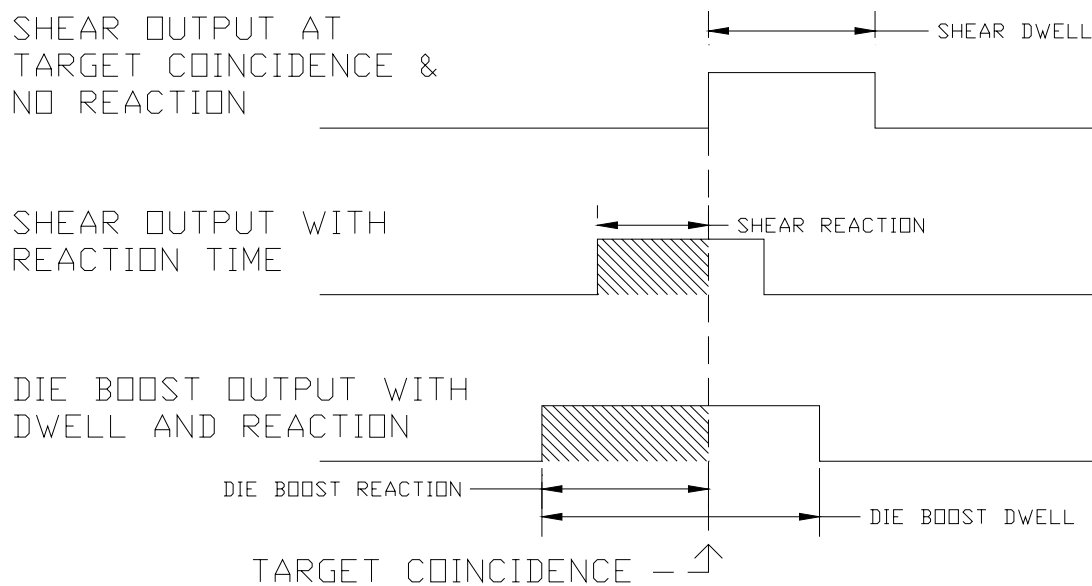 SHEAR OUTPUT AT
TARGET COINCIDENCE &
NO REACTION
SHEAR DWELL
SHEAR OUTPUT WITH
REACTION TIME
SHEAR REACTION
DIE BOOST OUTPUT WITH
DWELL AND REACTION
DIE BOOST REACTION
DIE BOOST DWELL
TARGET COINCIDENCE